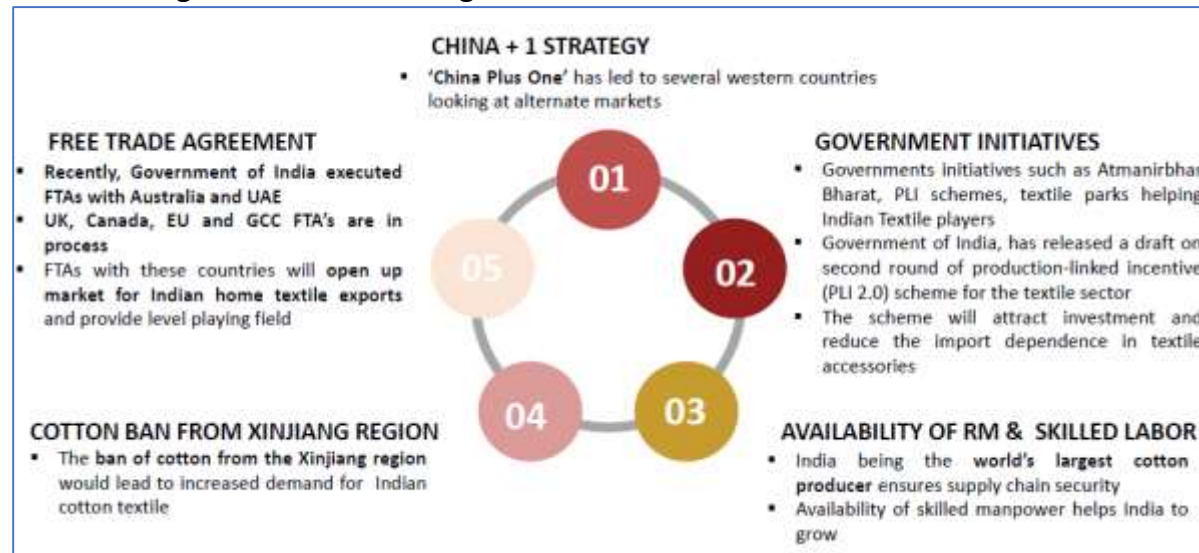 CHINA + 1 STRATEGY
▪ ‘China Plus One’ has led to several western countries
looking at alternate markets
01
GOVERNMENT INITIATIVES
▪ Governments initiatives such as Atmanirbhar
Bharat, PLI schemes, textile parks helping
Indian Textile players
▪ Government of India, has released a draft on
second round of production-linked incentive
(PLI 2.0) scheme for the textile sector
▪ The scheme will attract investment and
reduce the import dependence in textile
accessories
02
AVAILABILITY OF RM & SKILLED LABOR
▪ India being the world's largest cotton
producer ensures supply chain security
▪ Availability of skilled manpower helps India to
grow
03
COTTON BAN FROM XINJIANG REGION
▪ The ban of cotton from the Xinjiang region
would lead to increased demand for Indian
cotton textile
04
FREE TRADE AGREEMENT
▪ Recently, Government of India executed
FTAs with Australia and UAE
▪ UK, Canada, EU and GCC FTA's are in
process
▪ FTAs with these countries will open up
market for Indian home textile exports
and provide level playing field
05